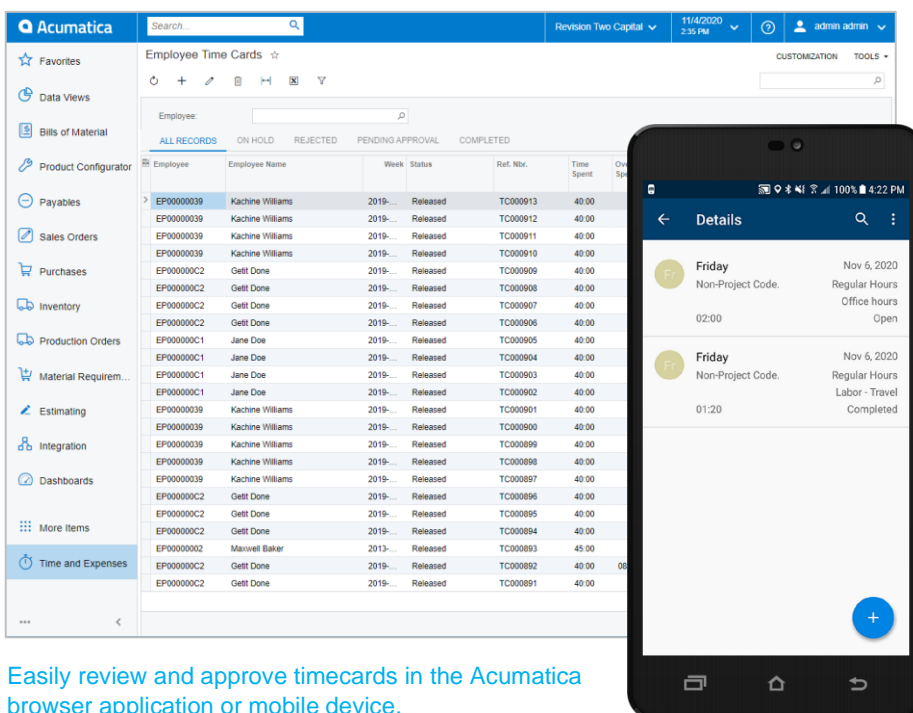 Acumatica
Search...
Revision Two Capital
11/4/2020
2:35 PM
admin admin
Favorites
Data Views
Bills of Material
Product Configurator
Payables
Sales Orders
Purchases
Inventory
Production Orders
Material Requirem...
Estimating
Integration
Dashboards
More Items
Time and Expenses
Employee Time Cards
CUSTOMIZATION TOOLS
Employee:
ALL RECORDS ON HOLD REJECTED PENDING APPROVAL COMPLETED
Employee Employee Name Week Status Ref. Nbr. Time Spent
EP00000039 Kachine Williams 2019-... Released TC000913 40:00
EP00000039 Kachine Williams 2019-... Released TC000912 40:00
EP00000039 Kachine Williams 2019-... Released TC000911 40:00
EP00000039 Kachine Williams 2019-... Released TC000910 40:00
EP000000C2 Getit Done 2019-... Released TC000909 40:00
EP000000C2 Getit Done 2019-... Released TC000908 40:00
EP000000C2 Getit Done 2019-... Released TC000907 40:00
EP000000C2 Getit Done 2019-... Released TC000906 40:00
EP000000C1 Jane Doe 2019-... Released TC000905 40:00
EP000000C1 Jane Doe 2019-... Released TC000904 40:00
EP000000C1 Jane Doe 2019-... Released TC000903 40:00
EP000000C1 Jane Doe 2019-... Released TC000902 40:00
EP00000039 Kachine Williams 2019-... Released TC000901 40:00
EP00000039 Kachine Williams 2019-... Released TC000900 40:00
EP00000039 Kachine Williams 2019-... Released TC000899 40:00
EP00000039 Kachine Williams 2019-... Released TC000898 40:00
EP00000039 Kachine Williams 2019-... Released TC000897 40:00
EP000000C2 Getit Done 2019-... Released TC000896 40:00
EP000000C2 Getit Done 2019-... Released TC000895 40:00
EP000000C2 Getit Done 2019-... Released TC000894 40:00
EP00000002 Maxwell Baker 2013-... Released TC000893 45:00
EP000000C2 Getit Done 2019-... Released TC000892 40:00 08
EP000000C2 Getit Done 2019-... Released TC000891 40:00
100% 4:22 PM
Details
Fr
Friday Nov 6, 2020
Non-Project Code. Regular Hours
Office hours
02:00 Open
Fr
Friday Nov 6, 2020
Non-Project Code. Regular Hours
Labor - Travel
01:20 Completed
Easily review and approve timecards in the Acumatica
browser application or mobile device.